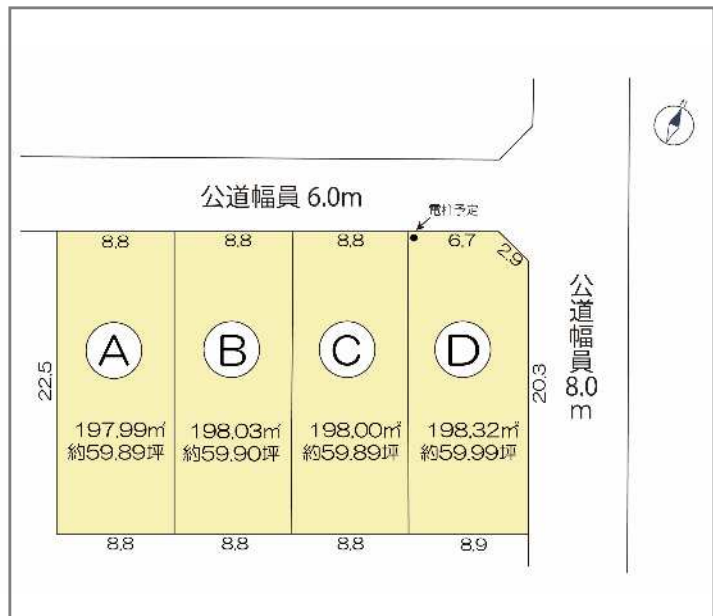 N
公道幅員 6.0m
電柱予定
8.8
8.8
8.8
6.7
2.9
公道幅員8.0m
22.5
A
B
C
D
20.3
197.99㎡
約59.89坪
198.03㎡
約59.90坪
198.00㎡
約59.89坪
198.32㎡
約59.99坪
8.8
8.8
8.8
8.9